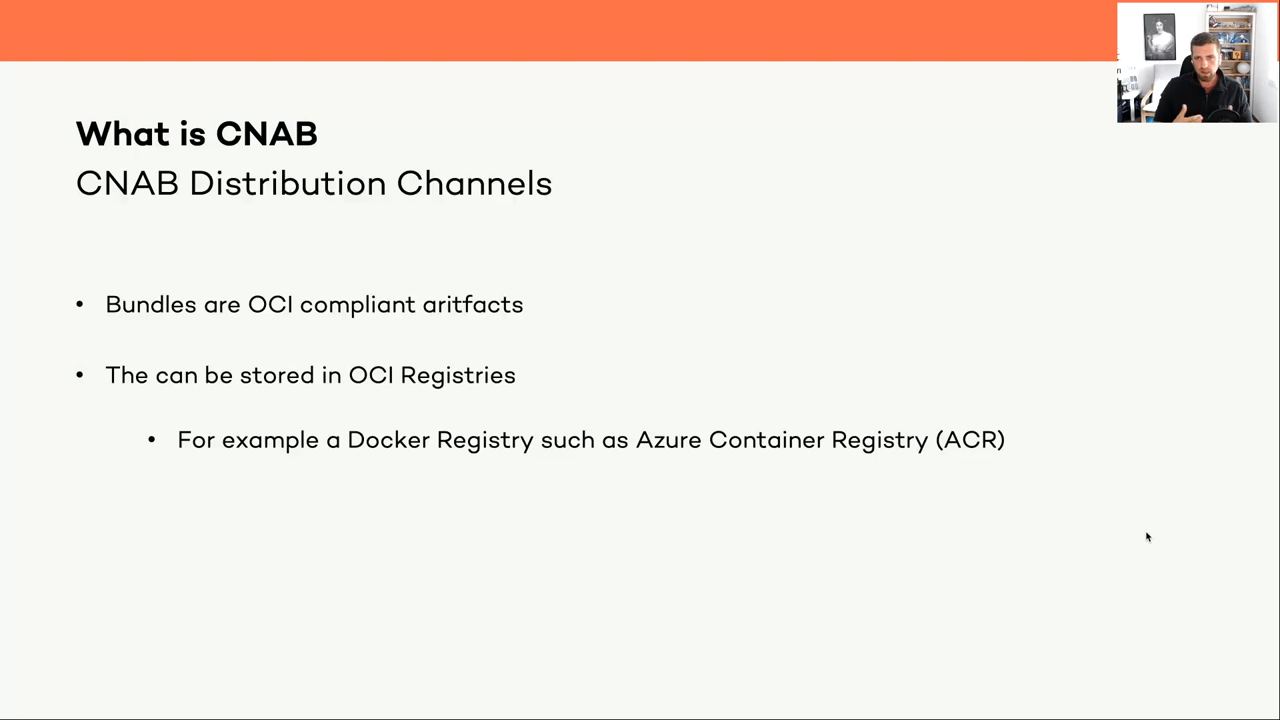 What is CNAB
CNAB Distribution Channels
• Bundles are OCI compliant aritfacts
• The can be stored in OCI Registries
• For example a Docker Registry such as Azure Container Registry (ACR)